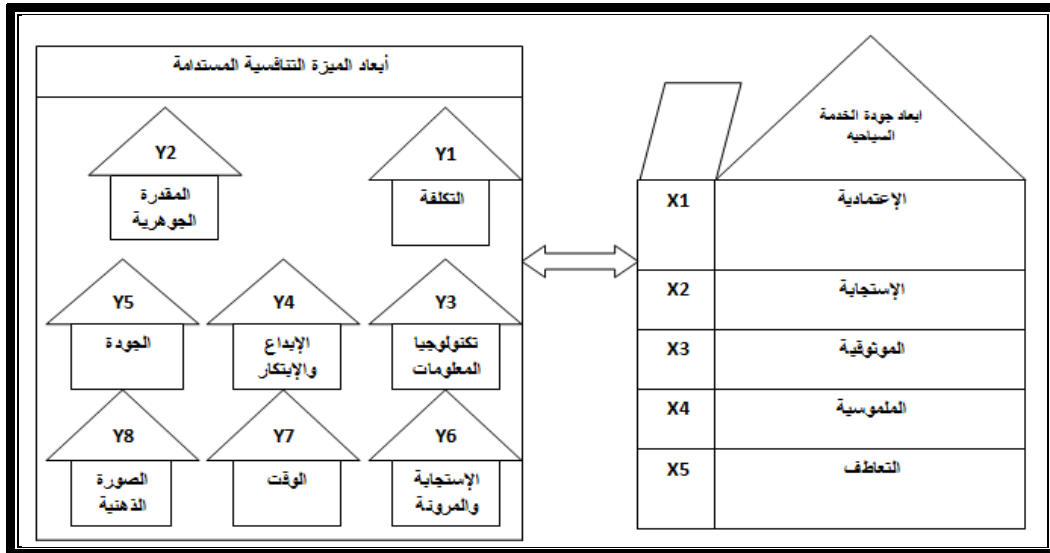 ابعاد جودة الخدمة
السياحيه
X1
الإعتمادية
X2
الإستجابة
X3
الموثوقية
X4
الملموسية
X5
التعاطف
أبعاد الميزة التنافسية المستدامة
Y1
التكلفة
Y2
المقدرة
الجوهرية
Y3
تكنولوجيا
المعلومات
Y4
الإبداع
والإبتكار
Y5
الجودة
Y6
الإستجابة
والمرونة
Y7
الوقت
Y8
الصورة
الذهنية